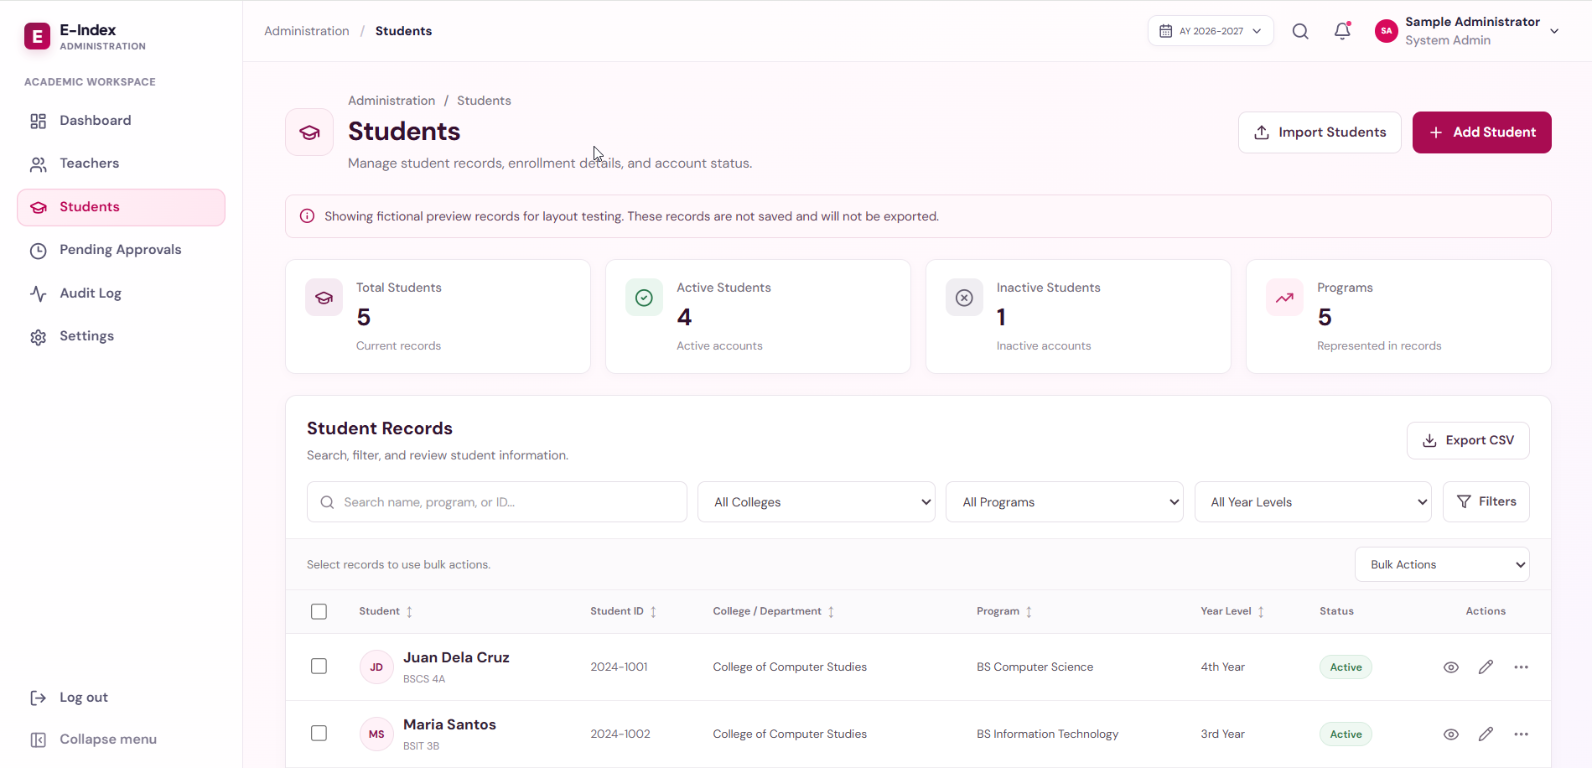 E
E-Index
ADMINISTRATION
ACADEMIC WORKSPACE
Dashboard
Teachers
Students
Pending Approvals
Audit Log
Settings
Log out
Collapse menu
Administration / Students
AY 2026-2027
SA
Sample Administrator
System Admin
Administration / Students
Students
Manage student records, enrollment details, and account status.
Import Students
Add Student
Showing fictional preview records for layout testing. These records are not saved and will not be exported.
Total Students
5
Current records
Active Students
4
Active accounts
Inactive Students
1
Inactive accounts
Programs
5
Represented in records
Student Records
Search, filter, and review student information.
Export CSV
Search name, program, or ID...
All Colleges
All Programs
All Year Levels
Filters
Select records to use bulk actions.
Bulk Actions
Student Student ID College / Department Program Year Level Status Actions
JD Juan Dela Cruz 2024-1001 College of Computer Studies BS Computer Science 4th Year Active
BSCS 4A
MS Maria Santos 2024-1002 College of Computer Studies BS Information Technology 3rd Year Active
BSIT 3B